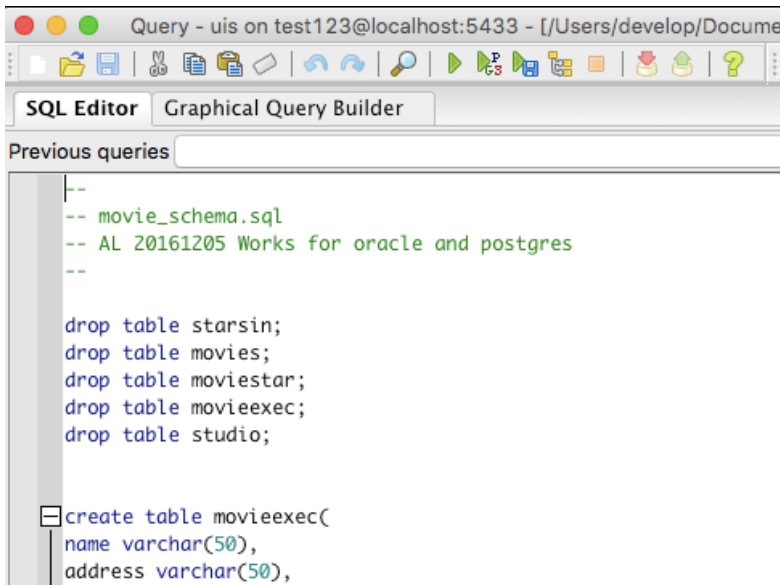 Query - uis on test123@localhost:5433 - [/Users/develop/Docume
SQL Editor Graphical Query Builder
Previous queries
--
-- movie_schema.sql
-- AL 20161205 Works for oracle and postgres
--
drop table starsin;
drop table movies;
drop table moviestar;
drop table movieexec;
drop table studio;
create table movieexec(
name varchar(50),
address varchar(50),